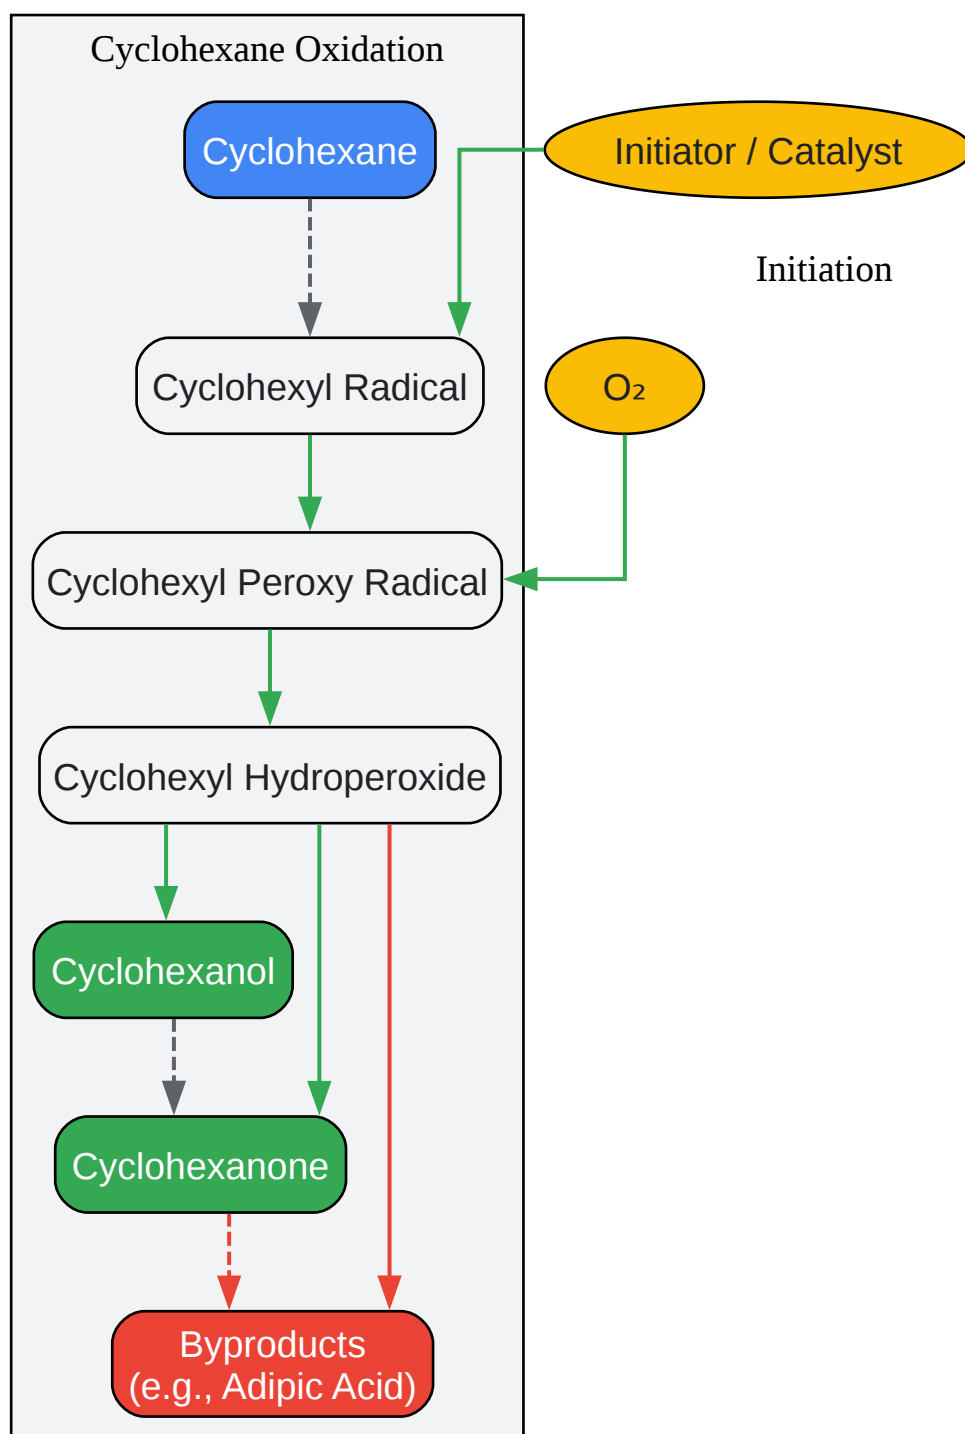 Cyclohexane Oxidation
Cyclohexane
Initiator / Catalyst
Initiation
Cyclohexyl Radical
O₂
Cyclohexyl Peroxy Radical
Cyclohexyl Hydroperoxide
Cyclohexanol
Cyclohexanone
Byproducts
(e.g., Adipic Acid)